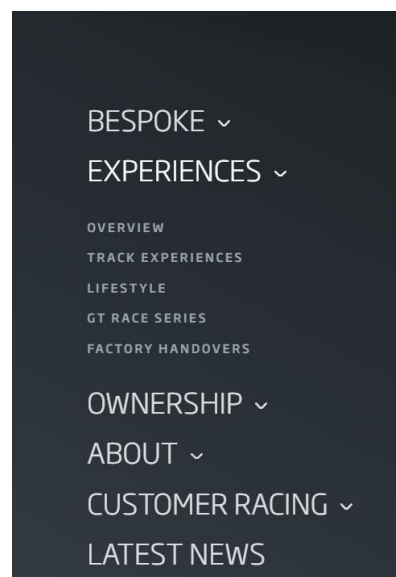 BESPOKE
EXPERIENCES
OVERVIEW
TRACK EXPERIENCES
LIFESTYLE
GT RACE SERIES
FACTORY HANDOVERS
OWNERSHIP
ABOUT
CUSTOMER RACING
LATEST NEWS